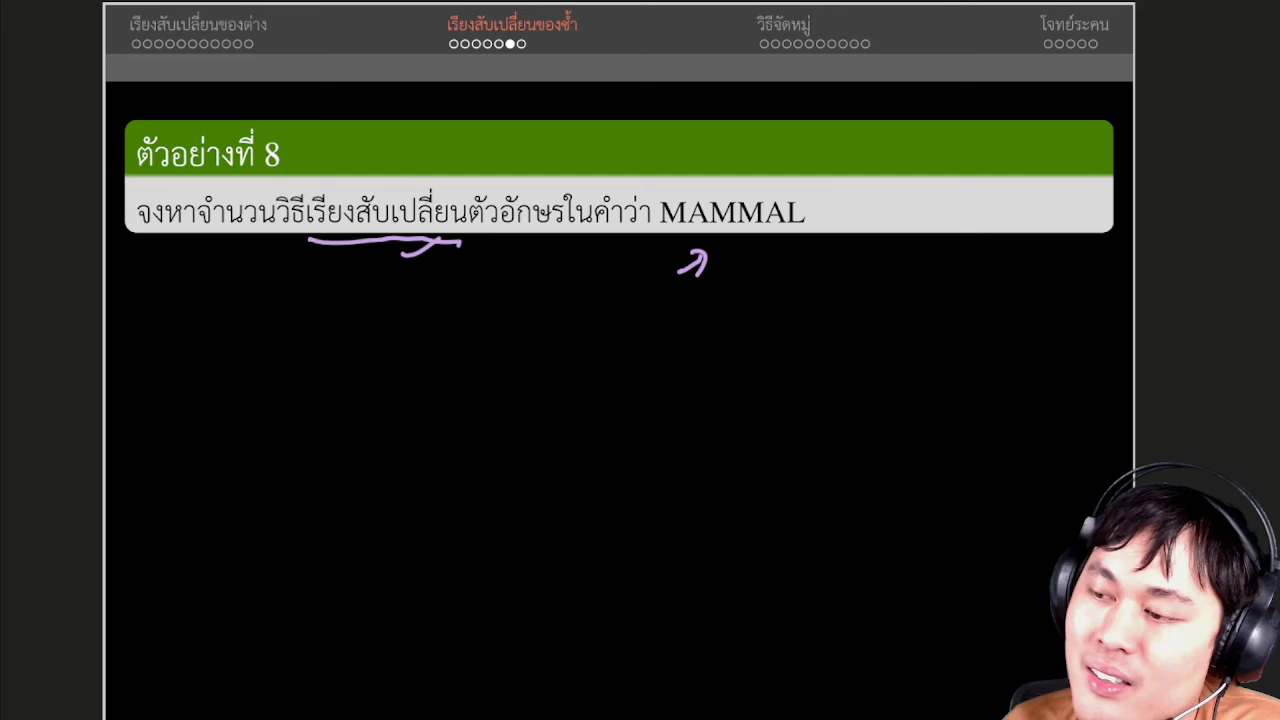 เรียงสับเปลี่ยนของต่าง
เรียงสับเปลี่ยนของซ้ำ
วิธีจัดหมู่
โจทย์ระคน
ตัวอย่างที่ 8
จงหาจำนวนวิธีเรียงสับเปลี่ยนตัวอักษรในคำว่า MAMMAL